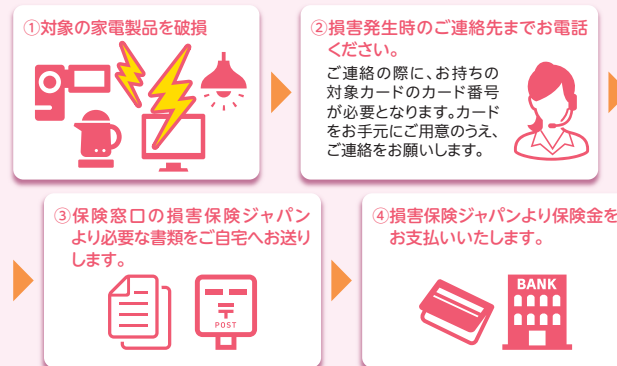 ①対象の家電製品を破損
②損害発生時のご連絡先までお電話
ください。
ご連絡の際に、お持ちの
対象カードのカード番号
が必要となります。カード
をお手元にご用意のうえ、
ご連絡をお願いします。
③保険窓口の損害保険ジャパン
より必要な書類をご自宅へお送り
します。
POST
④損害保険ジャパンより保険金を
お支払いいたします。
BANK